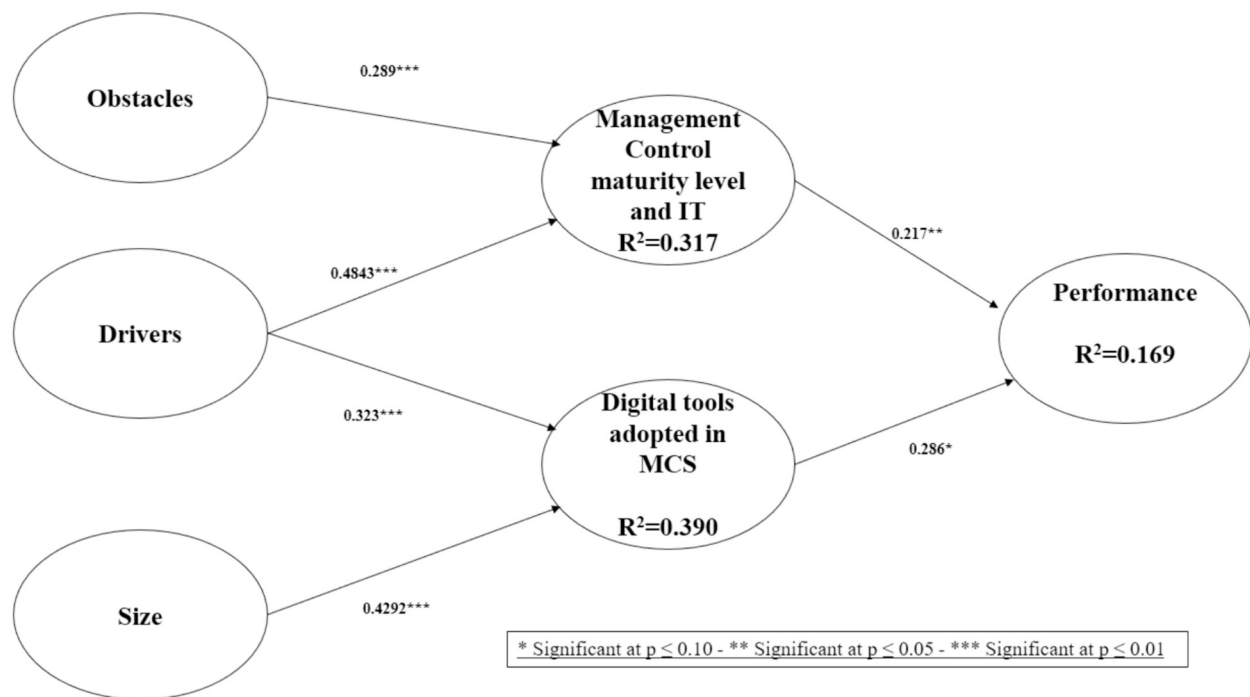 Obstacles
0.289***
Management
Control
maturity level
and IT
R²=0.317
0.217**
0.4843***
Drivers
Performance
R²=0.169
0.323***
Digital tools
adopted in
MCS
R²=0.390
0.286*
Size
0.4292***
* Significant at p ≤ 0.10 - ** Significant at p ≤ 0.05 - *** Significant at p ≤ 0.01